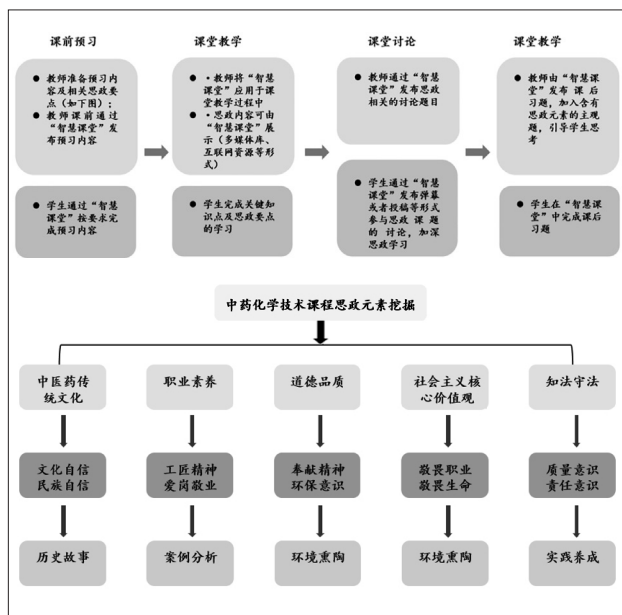 课前预习
● 教师准备预习内
容及相关思政要
点（如下图）；
● 教师课前通过
“智慧课堂”发
布预习内容
● 学生通过“智慧
课堂”按要求完
成预习内容
课堂教学
● ·教师将“智慧
课堂”应用于课
堂教学过程中
● ·思政内容可由
“智慧课堂”展
示（多媒体库、
互联网资源等形
式）
● 学生完成关键知
识点及思政要点
的学习
课堂讨论
● 教师通过“智慧
课堂”发布思政
相关的讨论题目
● 学生通过“智慧
课堂”发布弹幕
或者投稿等形式
参与思政 课 题
的 讨论，加深
思政学习
课堂教学
● 教师由“智慧课
堂”发布 课 后
习题，加入含有
思政元素的主观
题，引导学生思
考
● 学生在“智慧课
堂”中完成课后
习题
中药化学技术课程思政元素挖掘
中医药传
统文化
职业素养
道德品质
社会主义核
心价值观
知法守法
文化自信
民族自信
工匠精神
爱岗敬业
奉献精神
环保意识
敬畏职业
敬畏生命
质量意识
责任意识
历史故事
案例分析
环境熏陶
环境熏陶
实践养成